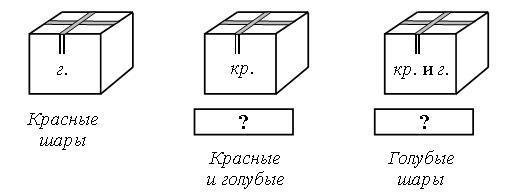 г.
кр.
кр. и г.
?
?
Красные
шары
Красные
и голубые
Голубые
шары